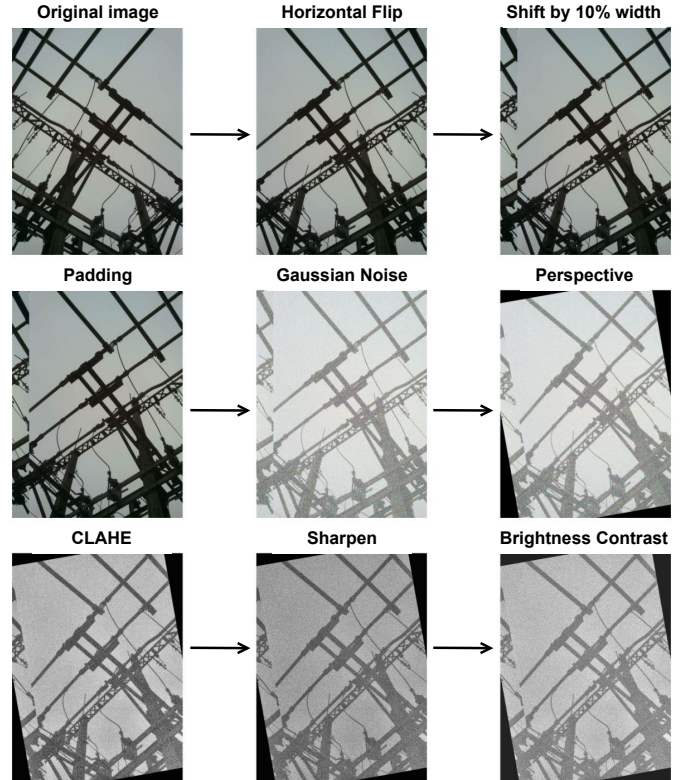 Original image
Horizontal Flip
Shift by 10% width
Padding
Gaussian Noise
Perspective
CLAHE
Sharpen
Brightness Contrast